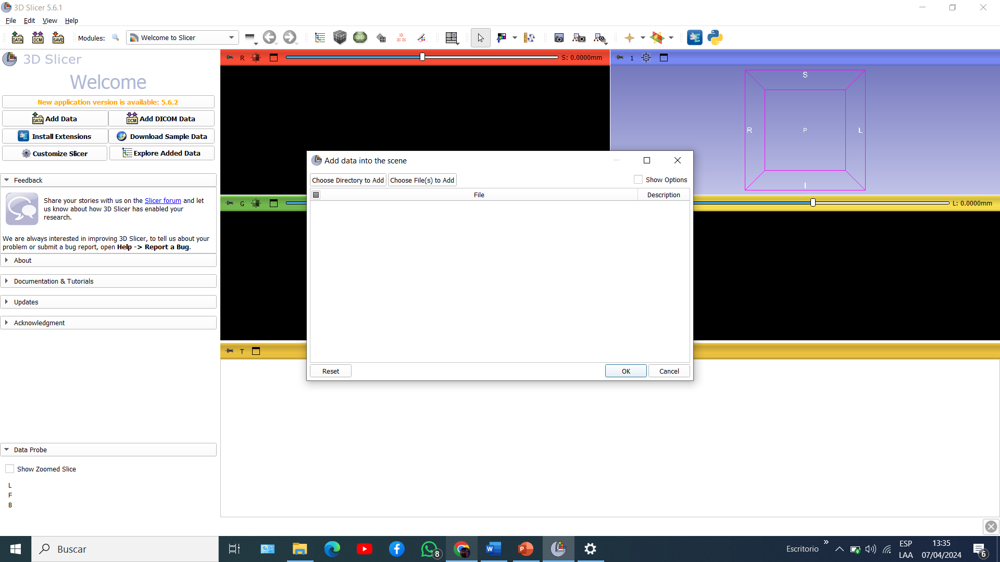 3D Slicer 5.6.1
File Edit View Help
DATA DCM SAVE Modules: Welcome to Slicer
3D Slicer
Welcome
New application version is available: 5.6.2
DATA Add Data DCM Add DICOM Data
Install Extensions Download Sample Data
Customize Slicer Explore Added Data
Feedback
Share your stories with us on the Slicer forum and let
us know about how 3D Slicer has enabled your
research.
We are always interested in improving 3D Slicer, to tell us about your
problem or submit a bug report, open Help -> Report a Bug.
About
Documentation & Tutorials
Updates
Acknowledgment
Data Probe
Show Zoomed Slice
L
F
B
R S: 0.0000mm
1
S
R P L
I
G
L: 0.0000mm
T
Add data into the scene
Choose Directory to Add Choose File(s) to Add Show Options
File Description
Reset OK Cancel
Buscar
8
W
P
Escritorio
»
ESP
LAA
13:35
07/04/2024
6